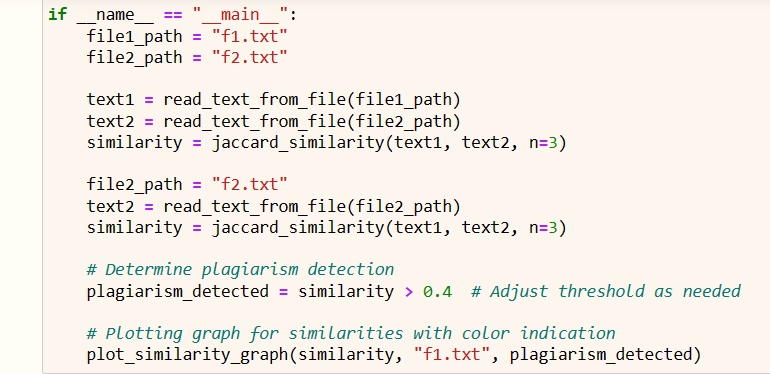 if __name__ == "__main__":
    file1_path = "f1.txt"
    file2_path = "f2.txt"

    text1 = read_text_from_file(file1_path)
    text2 = read_text_from_file(file2_path)
    similarity = jaccard_similarity(text1, text2, n=3)

    file2_path = "f2.txt"
    text2 = read_text_from_file(file2_path)
    similarity = jaccard_similarity(text1, text2, n=3)

    # Determine plagiarism detection
    plagiarism_detected = similarity > 0.4  # Adjust threshold as needed

    # Plotting graph for similarities with color indication
    plot_similarity_graph(similarity, "f1.txt", plagiarism_detected)